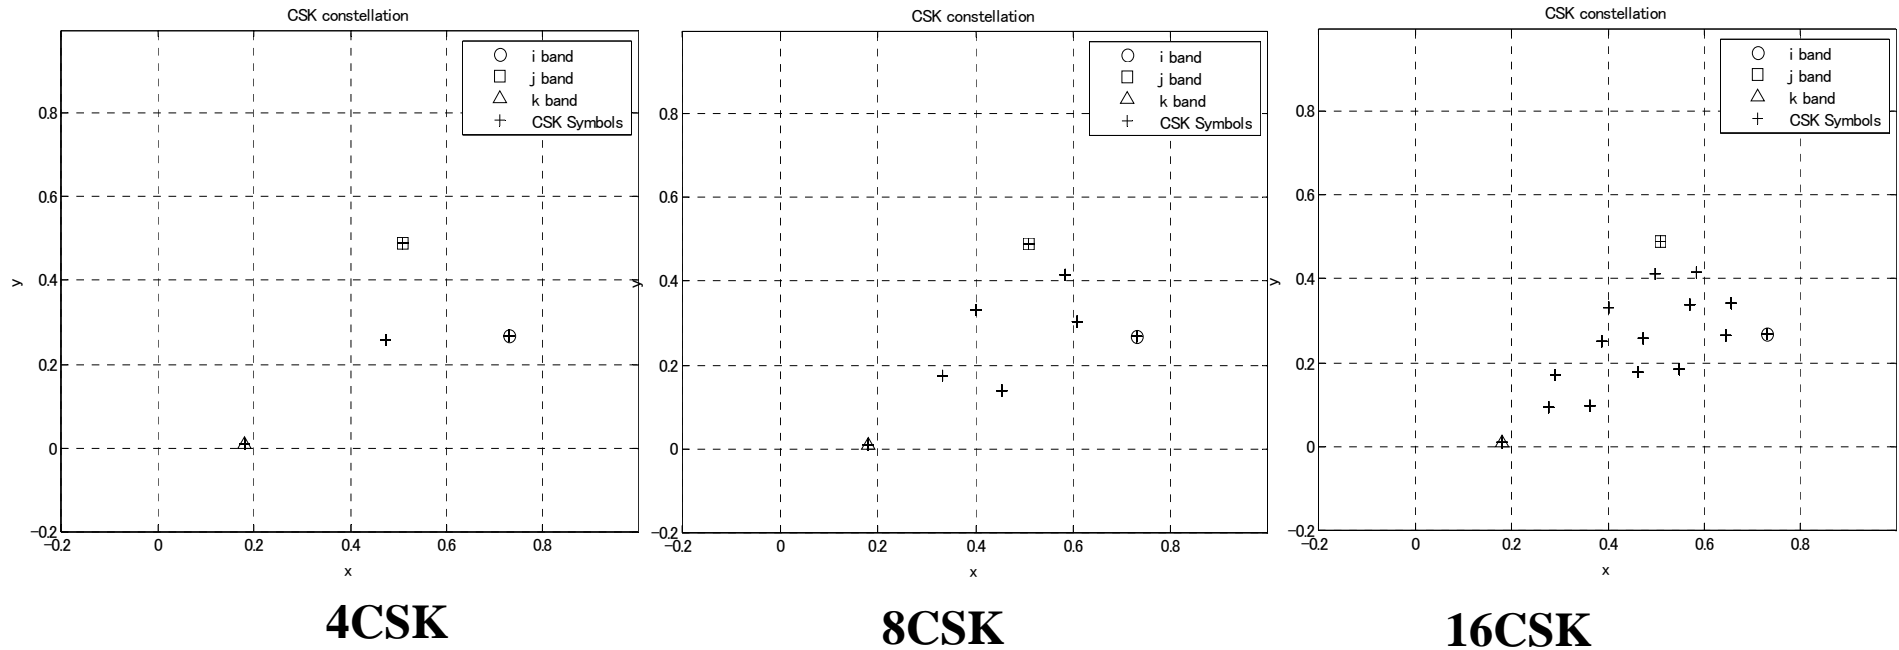 CSK constellation
i band
j band
k band
CSK Symbols
0.8
0.6
0.4
0.2
0
-0.2
y
-0.2 0 0.2 0.4 0.6 0.8
x
4CSK
CSK constellation
i band
j band
k band
CSK Symbols
0.8
0.6
0.4
0.2
0
-0.2
y
-0.2 0 0.2 0.4 0.6 0.8
x
8CSK
CSK constellation
i band
j band
k band
CSK Symbols
0.8
0.6
0.4
0.2
0
-0.2
y
-0.2 0 0.2 0.4 0.6 0.8
x
16CSK